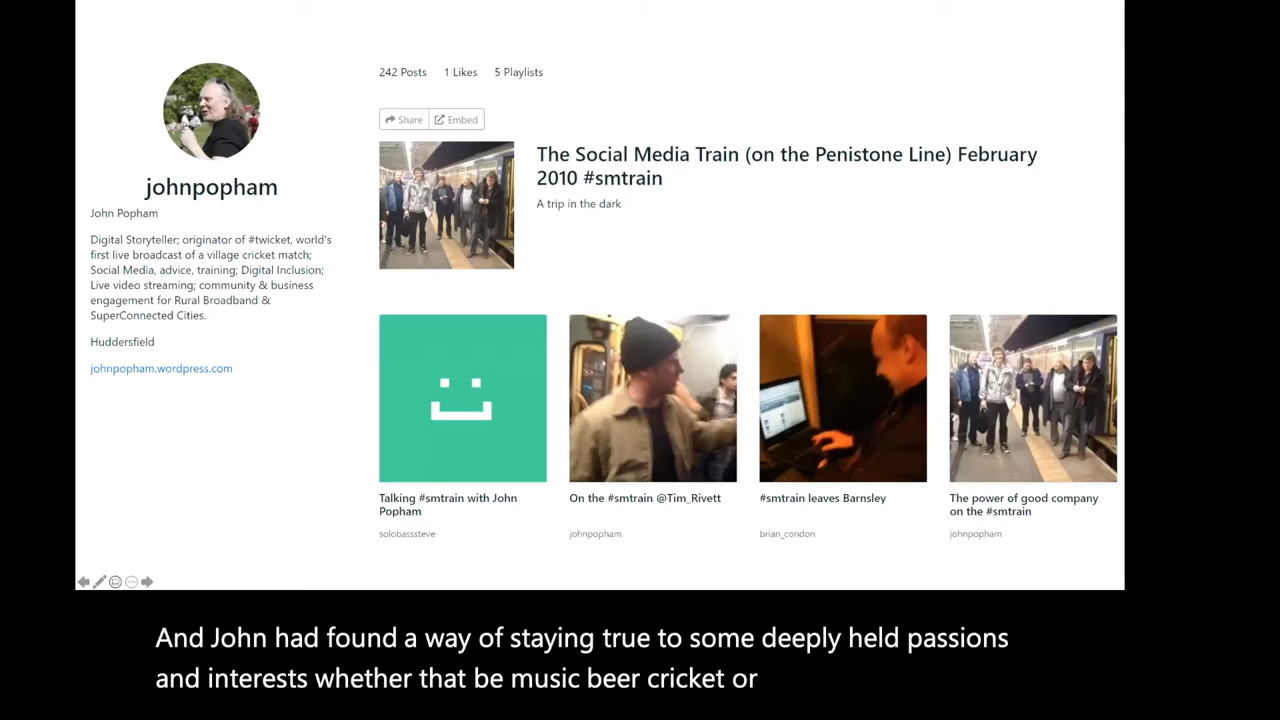 242 Posts 1 Likes 5 Playlists
Share Embed
johnpopham
John Popham
Digital Storyteller; originator of #twicket, world's
first live broadcast of a village cricket match;
Social Media, advice, training; Digital Inclusion;
Live video streaming; community & business
engagement for Rural Broadband &
SuperConnected Cities.
Huddersfield
johnpopham.wordpress.com
The Social Media Train (on the Penistone Line) February
2010 #smtrain
A trip in the dark
Talking #smtrain with John
Popham
solobasssteve
On the #smtrain @Tim_Rivett
johnpopham
#smtrain leaves Barnsley
brian_condon
The power of good company
on the #smtrain
johnpopham
And John had found a way of staying true to some deeply held passions
and interests whether that be music beer cricket or